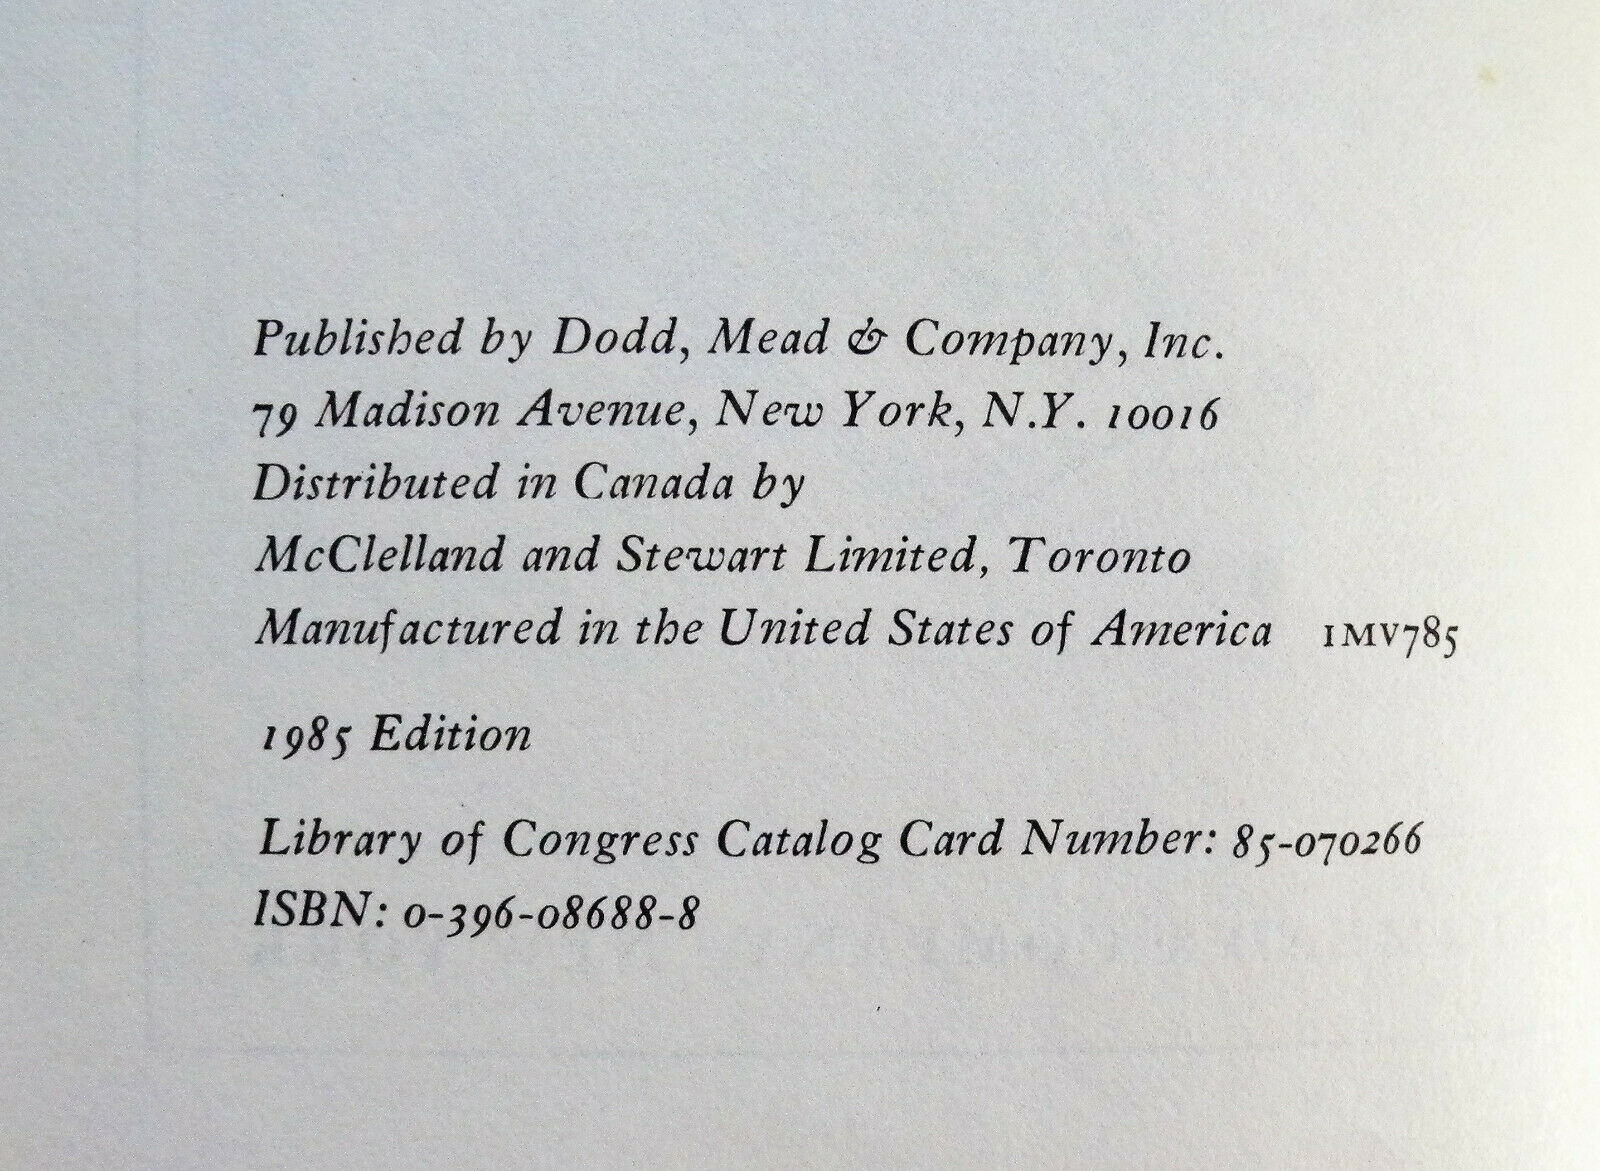 Published by Dodd, Mead & Company, Inc.
79 Madison Avenue, New York, N.Y. 10016
Distributed in Canada by
McClelland and Stewart Limited, Toronto
Manufactured in the United States of America 1MV785
1985 Edition
Library of Congress Catalog Card Number: 85-070266
ISBN: 0-396-08688-8